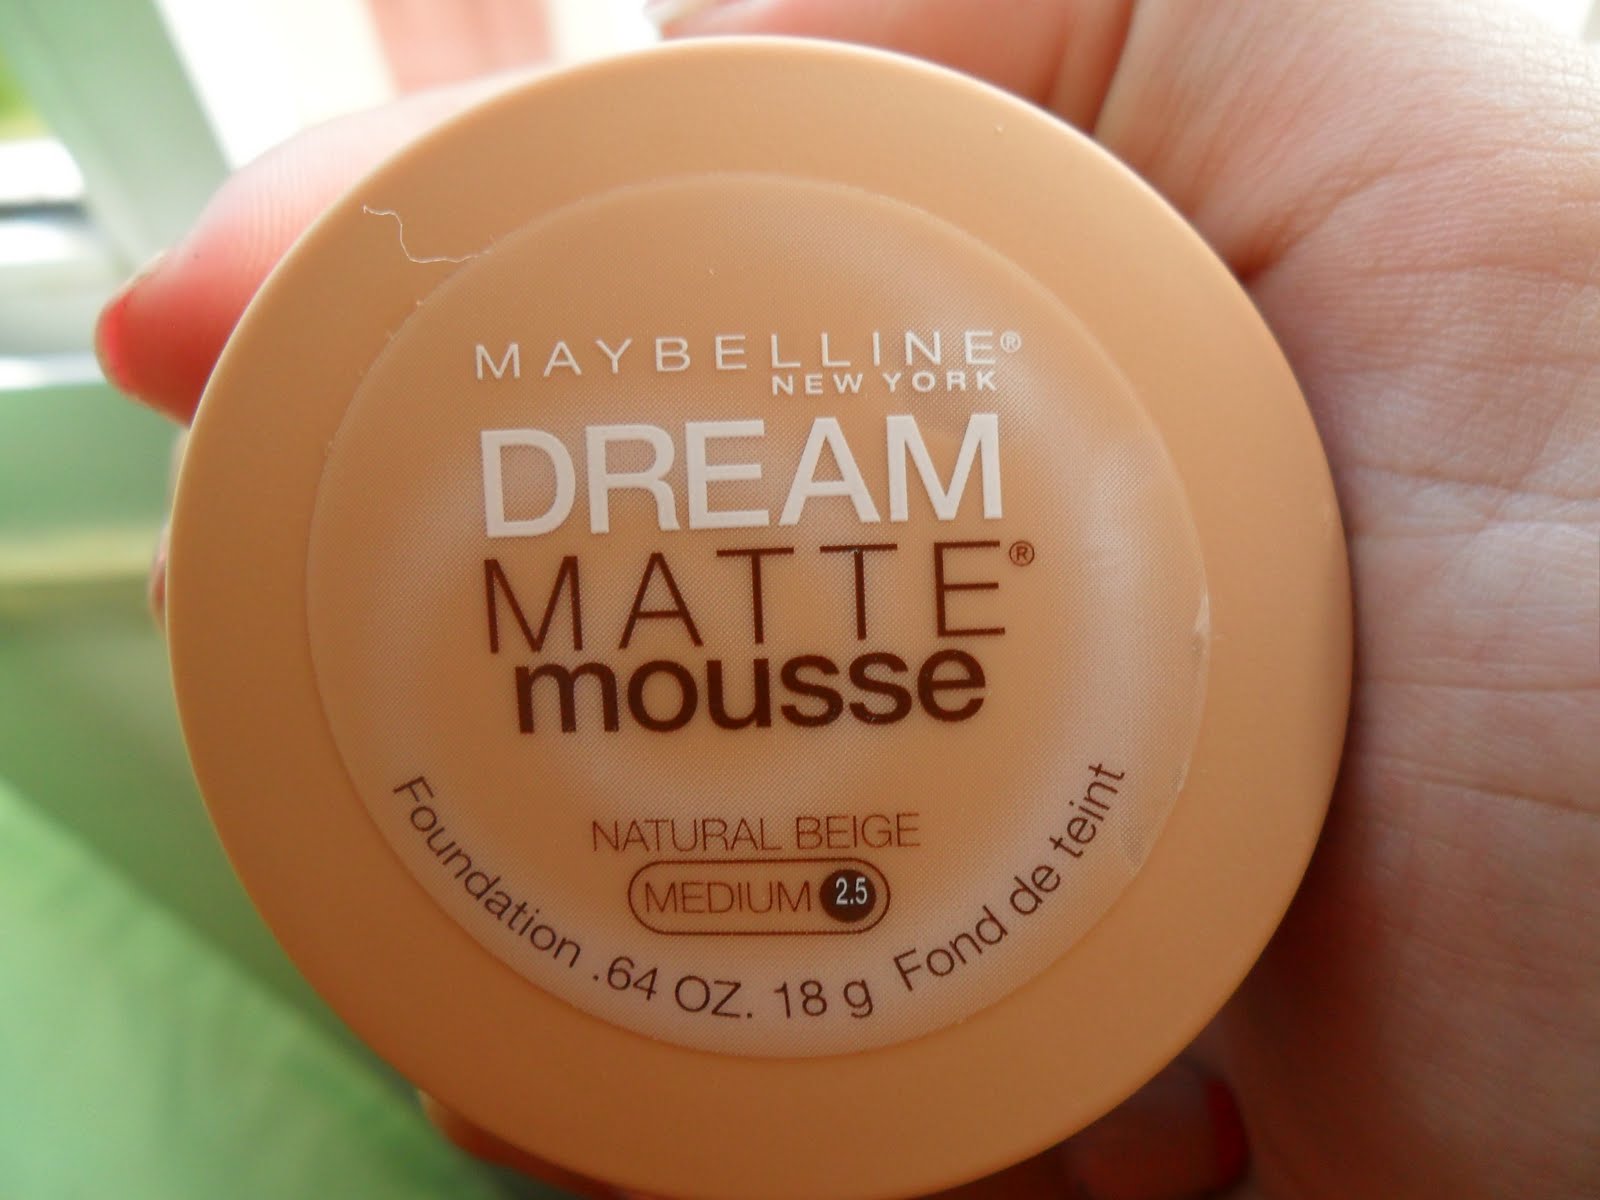 MAYBELLINE®
NEW YORK
DREAM
MATTE®
mousse
NATURAL BEIGE
MEDIUM 2.5
Foundation .64 OZ. 18 g Fond de teint